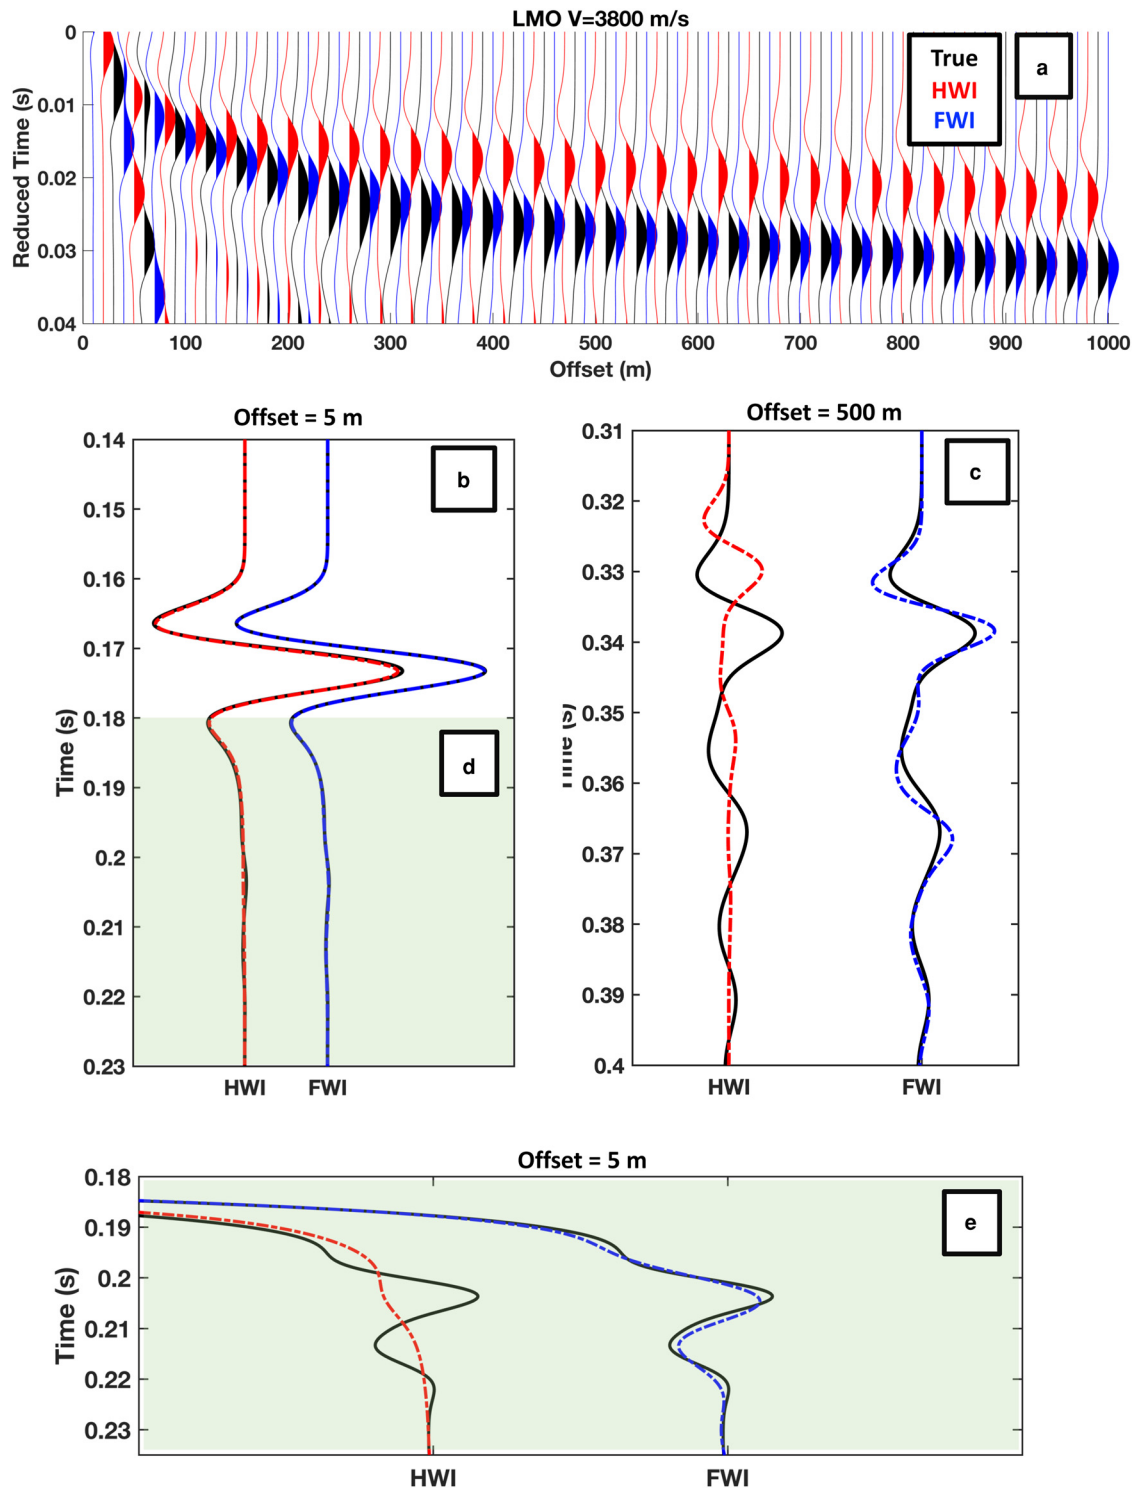 LMO V=3800 m/s
Reduced Time (s)
0
0.01
0.02
0.03
0.04
True
HWI
FWI
a
0 100 200 300 400 500 600 700 800 900 1000
Offset (m)
Offset = 5 m
Time (s)
0.14
0.15
0.16
0.17
0.18
0.19
0.2
0.21
0.22
0.23
b
d
HWI FWI
Offset = 500 m
Time (s)
0.31
0.32
0.33
0.34
0.35
0.36
0.37
0.38
0.39
0.4
c
HWI FWI
Offset = 5 m
Time (s)
0.18
0.19
0.2
0.21
0.22
0.23
e
HWI FWI